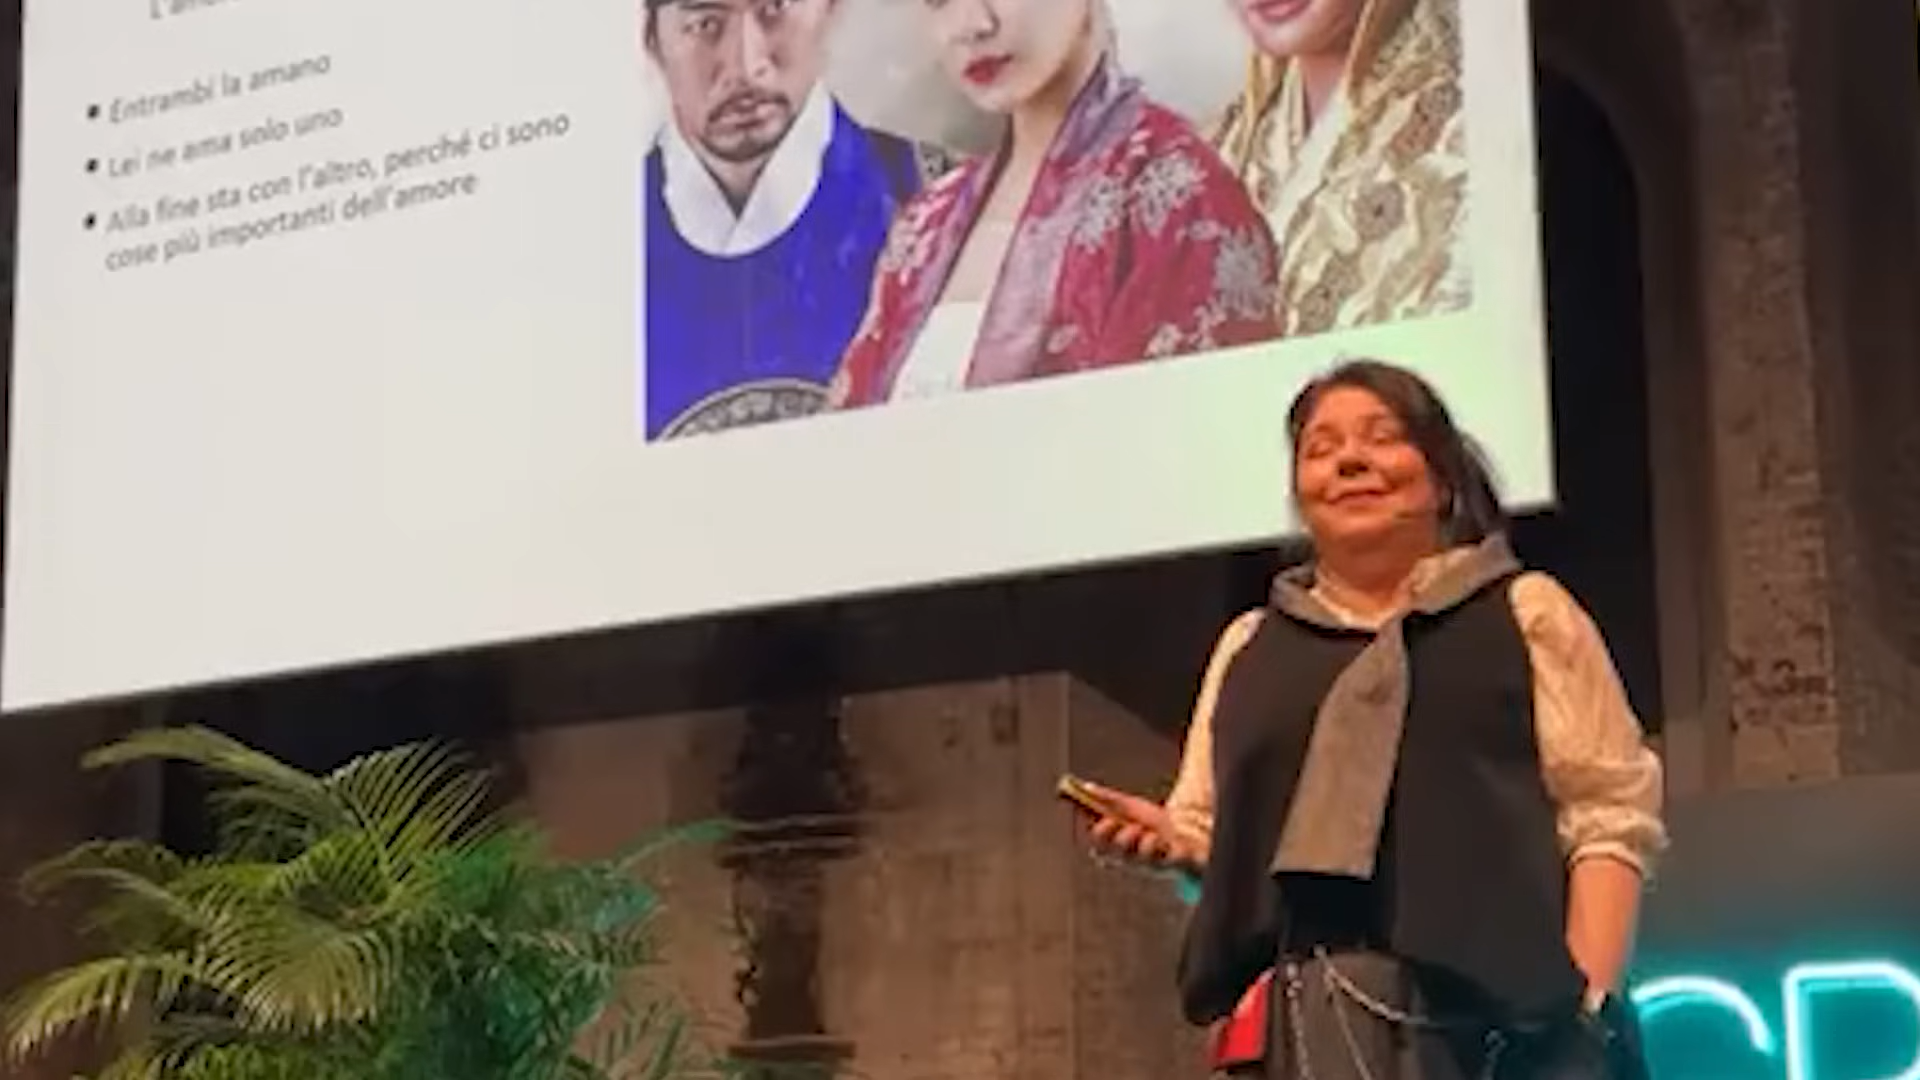 Entrambi la amano
Lei ne ama solo uno
Alla fine sta con l'altro, perché ci sono
cose più importanti dell'amore